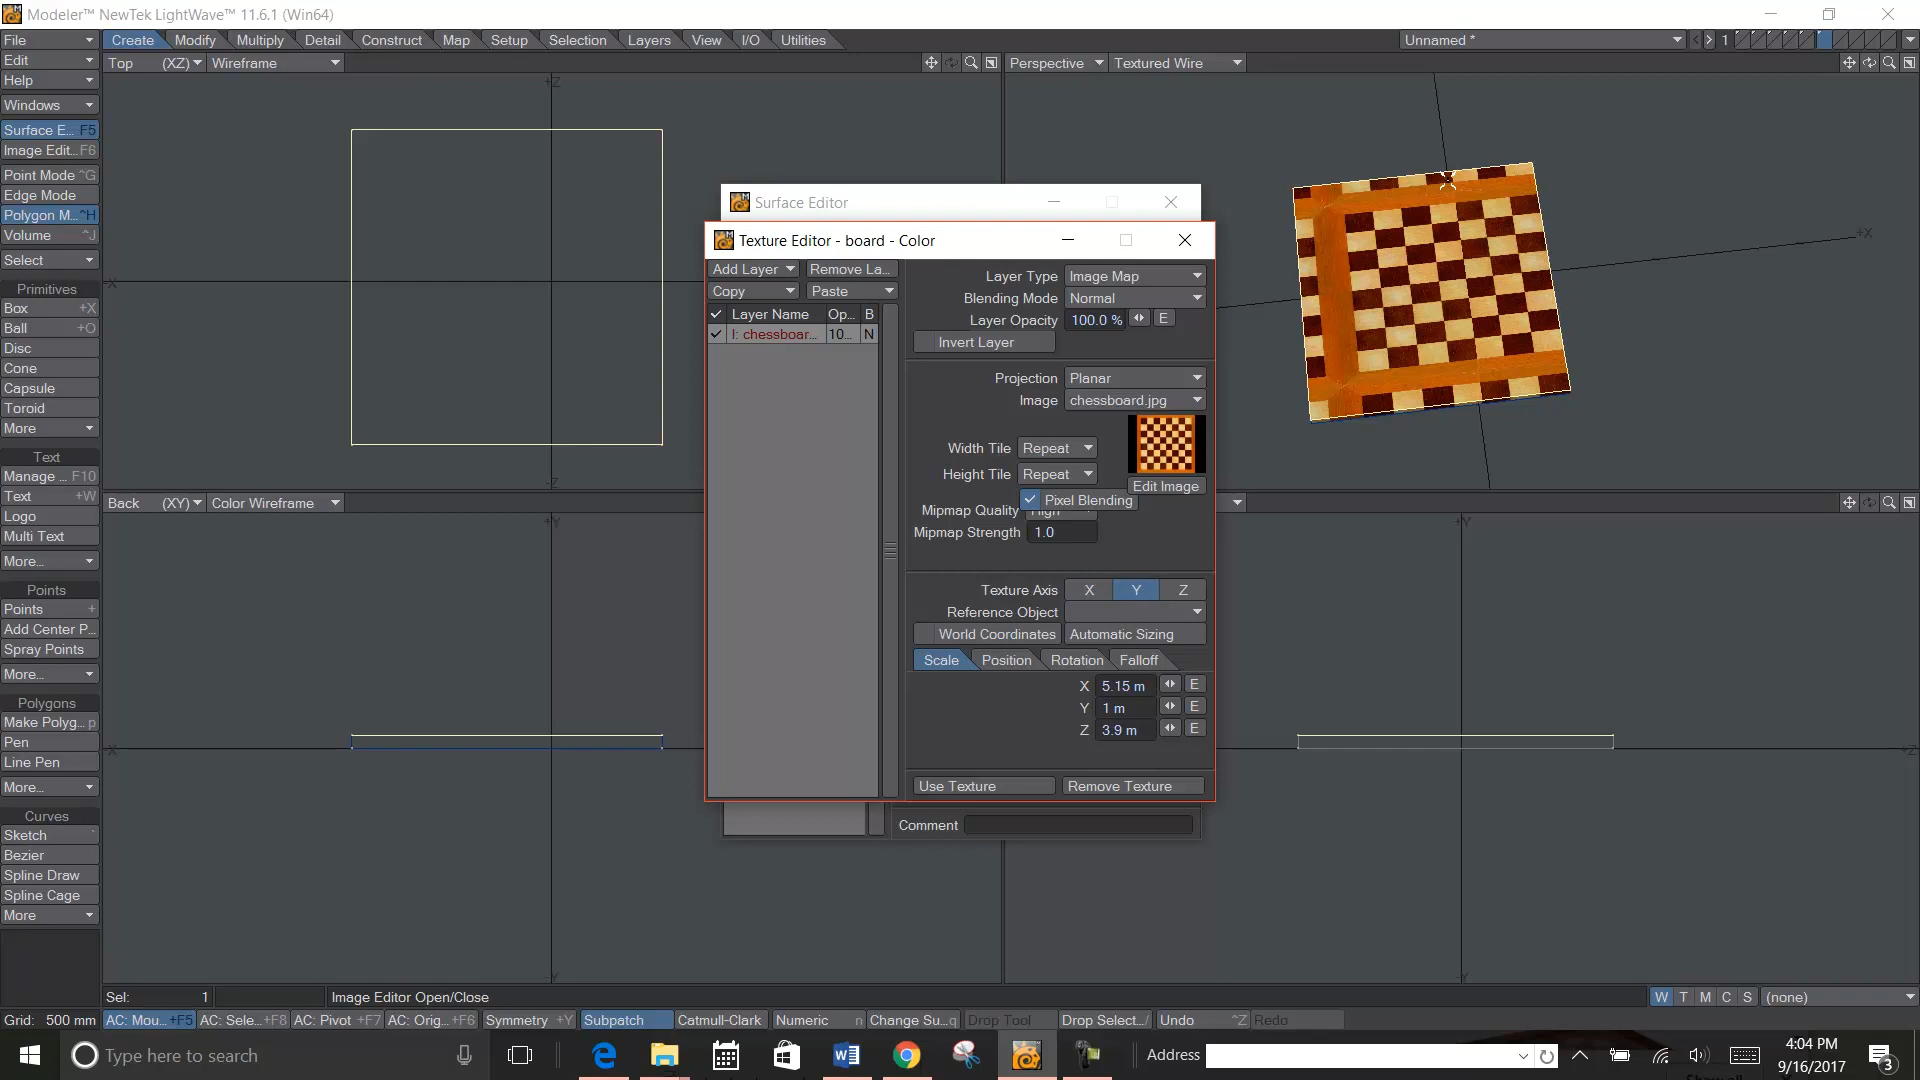 Modeler™ NewTek LightWave™ 11.6.1 (Win64)
File Create Modify Multiply Detail Construct Map Setup Selection Layers View I/O Utilities Unnamed * < > 1
Edit Top (XZ) Wireframe Perspective Textured Wire
Help
Windows
Surface E... F5
Image Edit... F6
Point Mode ^G
Edge Mode
Polygon M... ^H
Volume ^J
Select
Primitives
Box +X
Ball +O
Disc
Cone
Capsule
Toroid
More
Text
Manage ... F10
Text +W
Logo
Multi Text
More...
Points
Points +
Add Center P...
Spray Points
More...
Polygons
Make Polyg... p
Pen
Line Pen
More...
Curves
Sketch `
Bezier
Spline Draw
Spline Cage
More
+Z
-X
-Z
+X
Back (XY) Color Wireframe
+Y
-X
-Y
+Y
+Z
-Y
Surface Editor
Texture Editor - board - Color
Add Layer Remove La...
Copy Paste
Layer Name Op... B
I: chessboar... 10... N
Layer Type Image Map
Blending Mode Normal
Layer Opacity 100.0 % E
Invert Layer
Projection Planar
Image chessboard.jpg
Width Tile Repeat
Height Tile Repeat
Edit Image
Pixel Blending
Mipmap Quality High
Mipmap Strength 1.0
Texture Axis X Y Z
Reference Object
World Coordinates Automatic Sizing
Scale Position Rotation Falloff
X 5.15 m E
Y 1 m E
Z 3.9 m E
Use Texture Remove Texture
Comment
Sel: 1 Image Editor Open/Close W T M C S (none)
Grid: 500 mm AC: Mou... +F5 AC: Sele... +F8 AC: Pivot +F7 AC: Orig... +F6 Symmetry +Y Subpatch Catmull-Clark Numeric n Change Su... q Drop Tool Drop Select... / Undo ^Z Redo
Type here to search Address 4:04 PM
9/16/2017 3